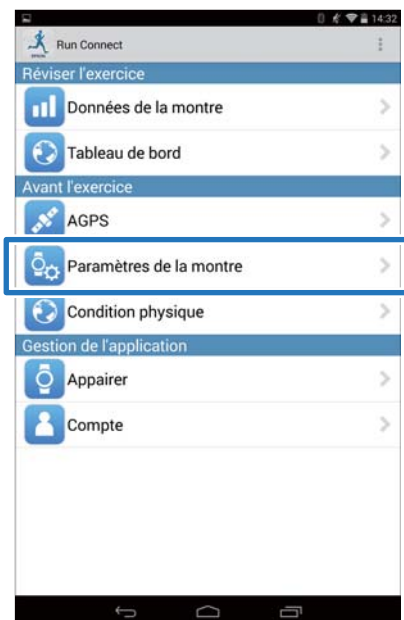 14:32
Run Connect
Réviser l'exercice
Données de la montre
Tableau de bord
Avant l'exercice
AGPS
Paramètres de la montre
Condition physique
Gestion de l'application
Appairer
Compte